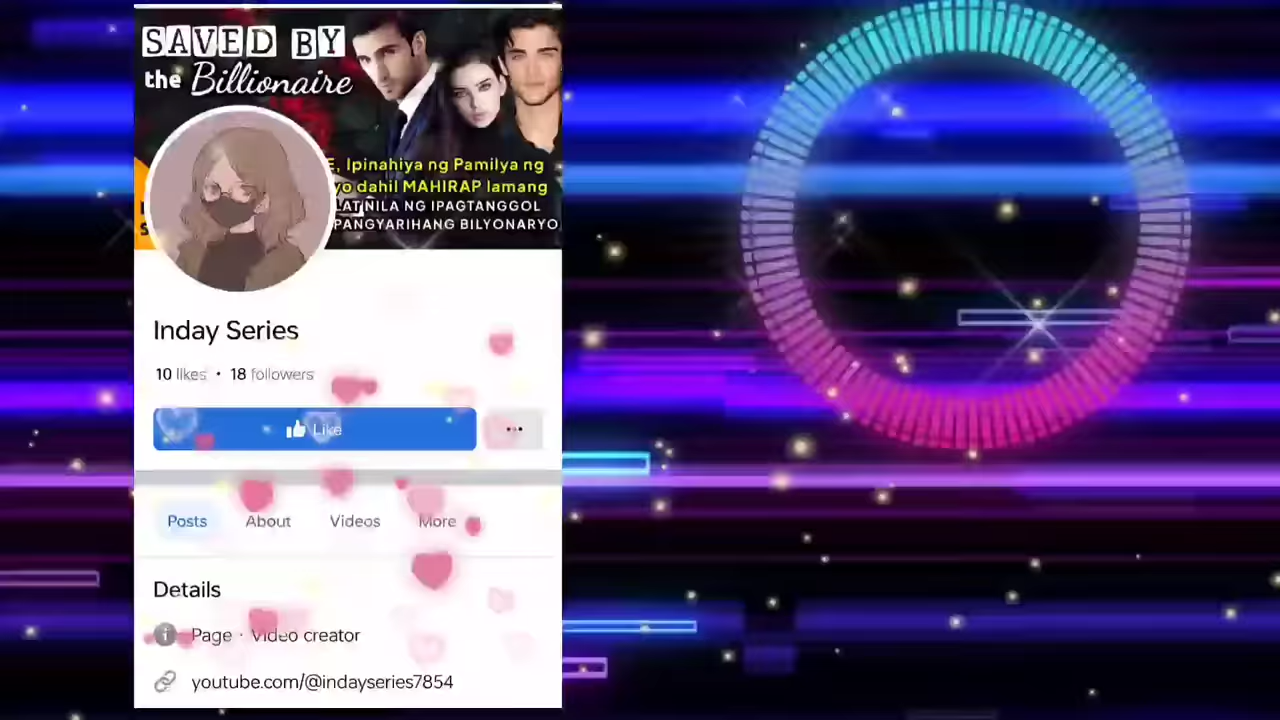 SAVED BY
the Billionaire
Ipinahiya ng Pamilya ng
dahil MAHIRAP lamang
NILA NG IPAGTANGGOL
PANGYARIHANG BILYONARYO
Inday Series
10 likes · 18 followers
Like
Posts About Videos More
Details
Page · Video creator
youtube.com/@indayseries7854